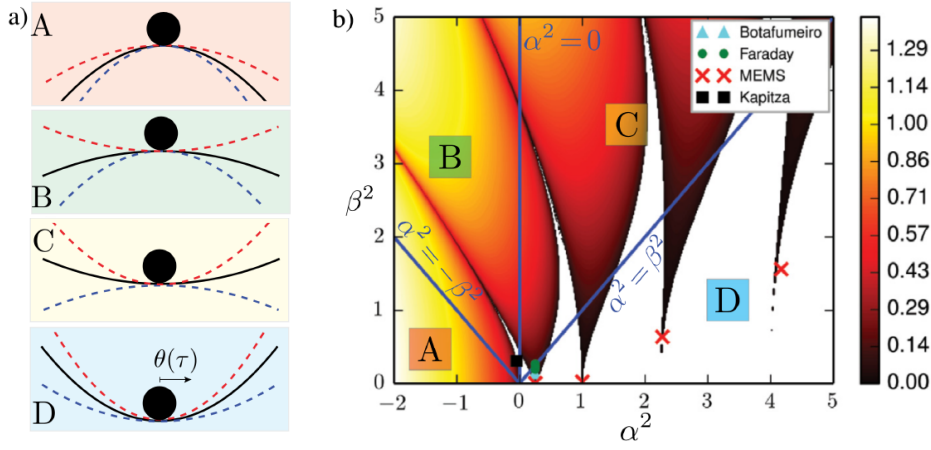 a)
A
B
C
D
θ(τ)
b)
β²
5
4
3
2
1
0
-2
-1
0
1
2
3
4
5
α²
α² = 0
α² = -β²
α² = β²
A
B
C
D
Botafumeiro
Faraday
MEMS
Kapitza
1.29
1.14
1.00
0.86
0.71
0.57
0.43
0.29
0.14
0.00